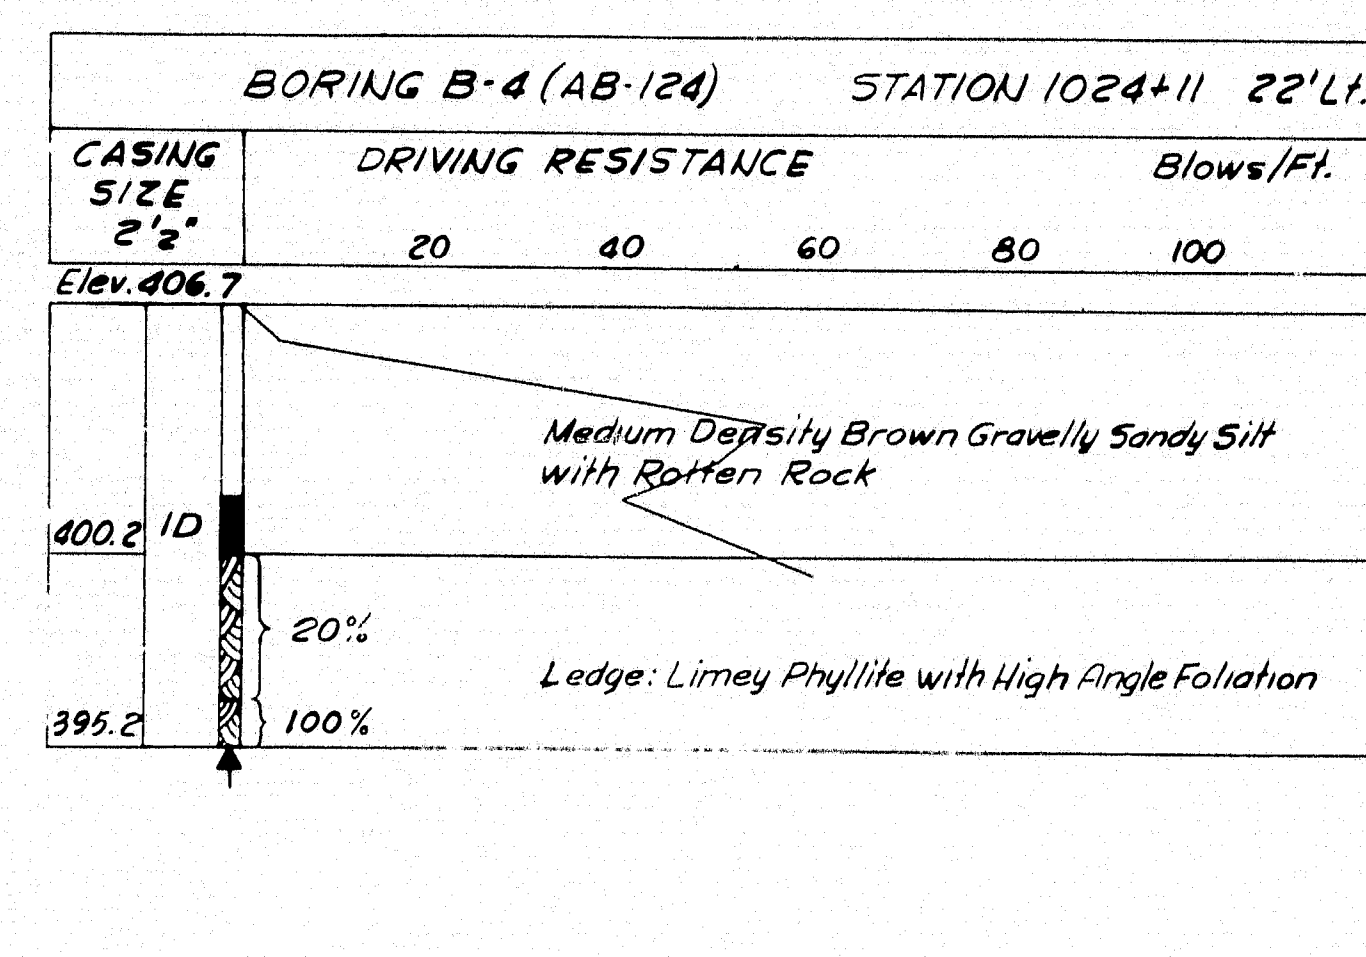 BORING B-4 (AB-124) STATION 1024+11 22'Lt.
CASING SIZE 2'2"
DRIVING RESISTANCE Blows/Ft.
20 40 60 80 100
Elev. 406.7
Medium Density Brown Gravelly Sandy Silt
with Rotten Rock
400.2 1D
20%
Ledge: Limey Phyllite with High Angle Foliation
395.2 100%